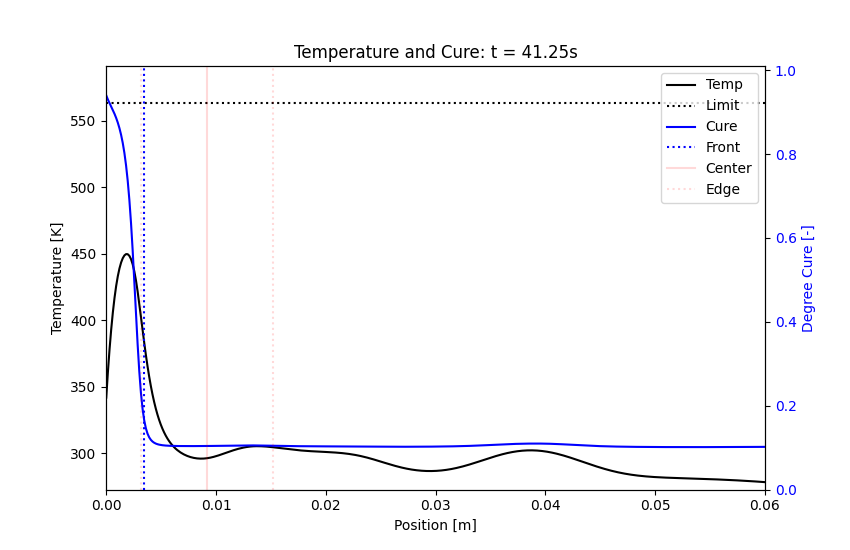 Temperature and Cure: t = 41.25s
Temperature [K]
550
500
450
400
350
300
0.00
0.01
0.02
0.03
0.04
0.05
0.06
Position [m]
1.0
0.8
0.6
0.4
0.2
0.0
Degree Cure [-]
Temp
Limit
Cure
Front
Center
Edge